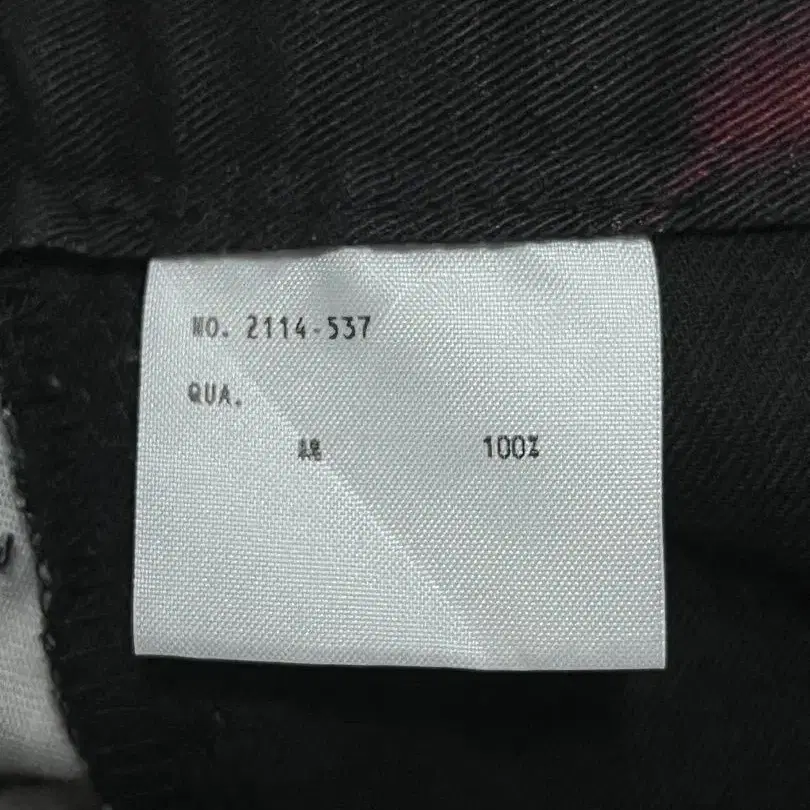 NO. 2114-537
QUA.
綿 100%